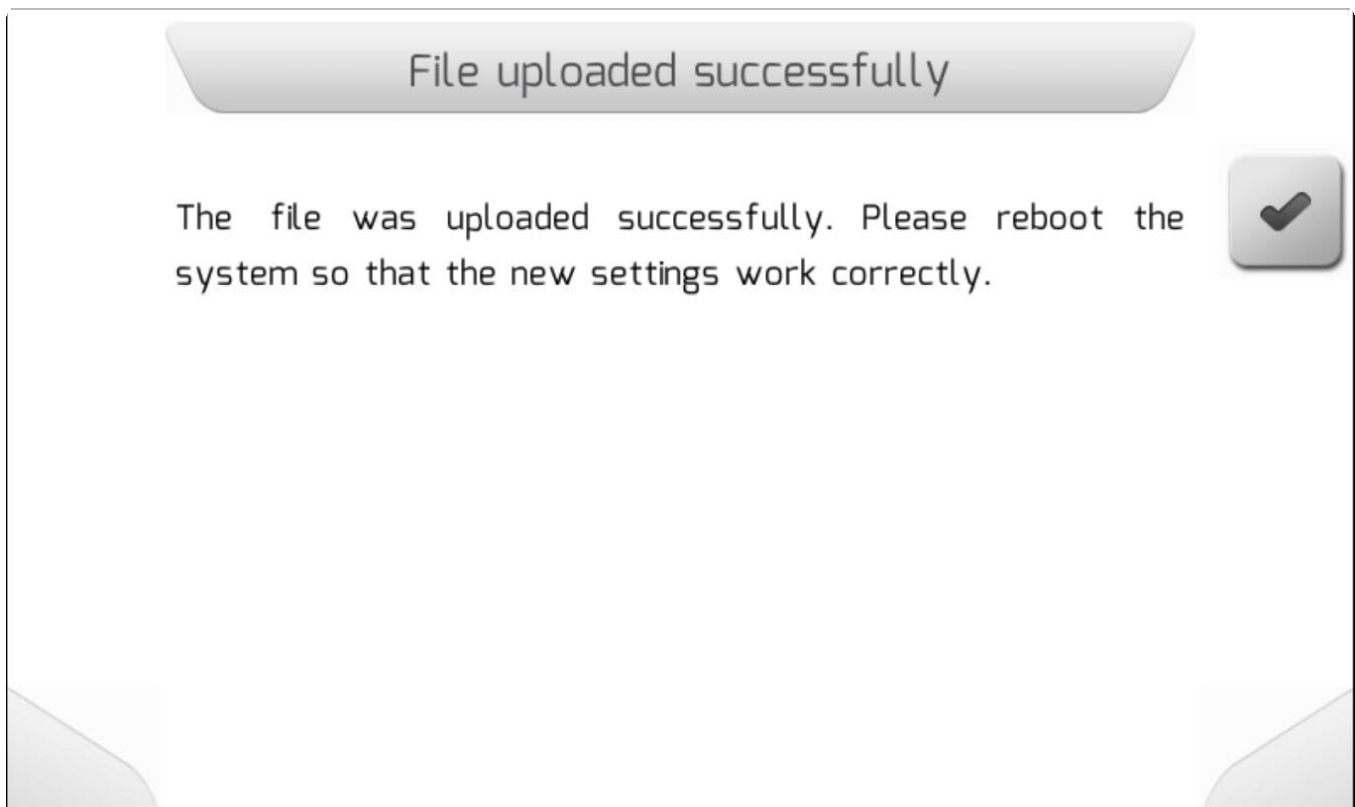 File uploaded successfully
The file was uploaded successfully. Please reboot the
system so that the new settings work correctly.